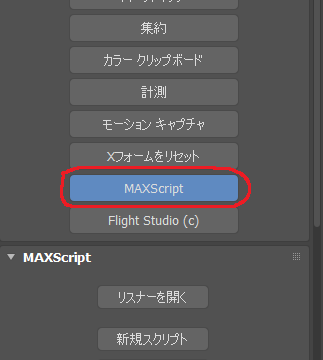 集約
カラー クリップボード
計測
モーション キャプチャ
Xフォームをリセット
MAXScript
Flight Studio (c)
MAXScript
リスナーを開く
新規スクリプト